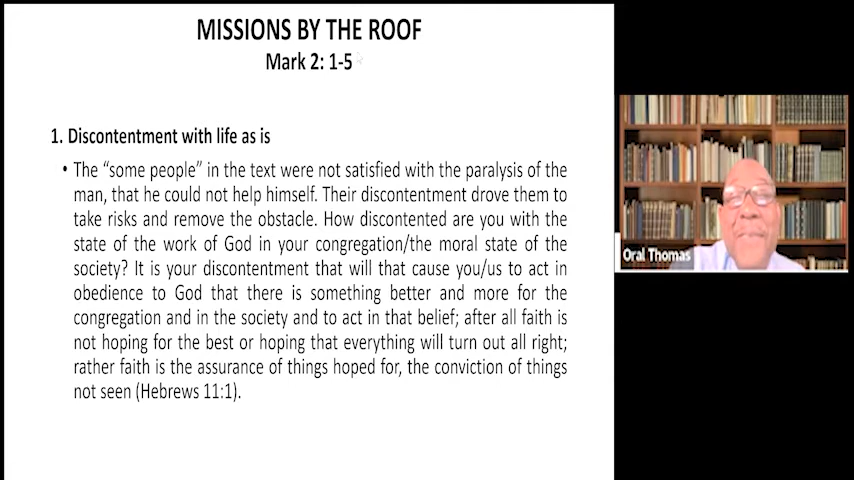 MISSIONS BY THE ROOF
Mark 2: 1-5
1. Discontentment with life as is
• The “some people” in the text were not satisfied with the paralysis of the
man, that he could not help himself. Their discontentment drove them to
take risks and remove the obstacle. How discontented are you with the
state of the work of God in your congregation/the moral state of the
society? It is your discontentment that will that cause you/us to act in
obedience to God that there is something better and more for the
congregation and in the society and to act in that belief; after all faith is
not hoping for the best or hoping that everything will turn out all right;
rather faith is the assurance of things hoped for, the conviction of things
not seen (Hebrews 11:1).
Oral Thomas